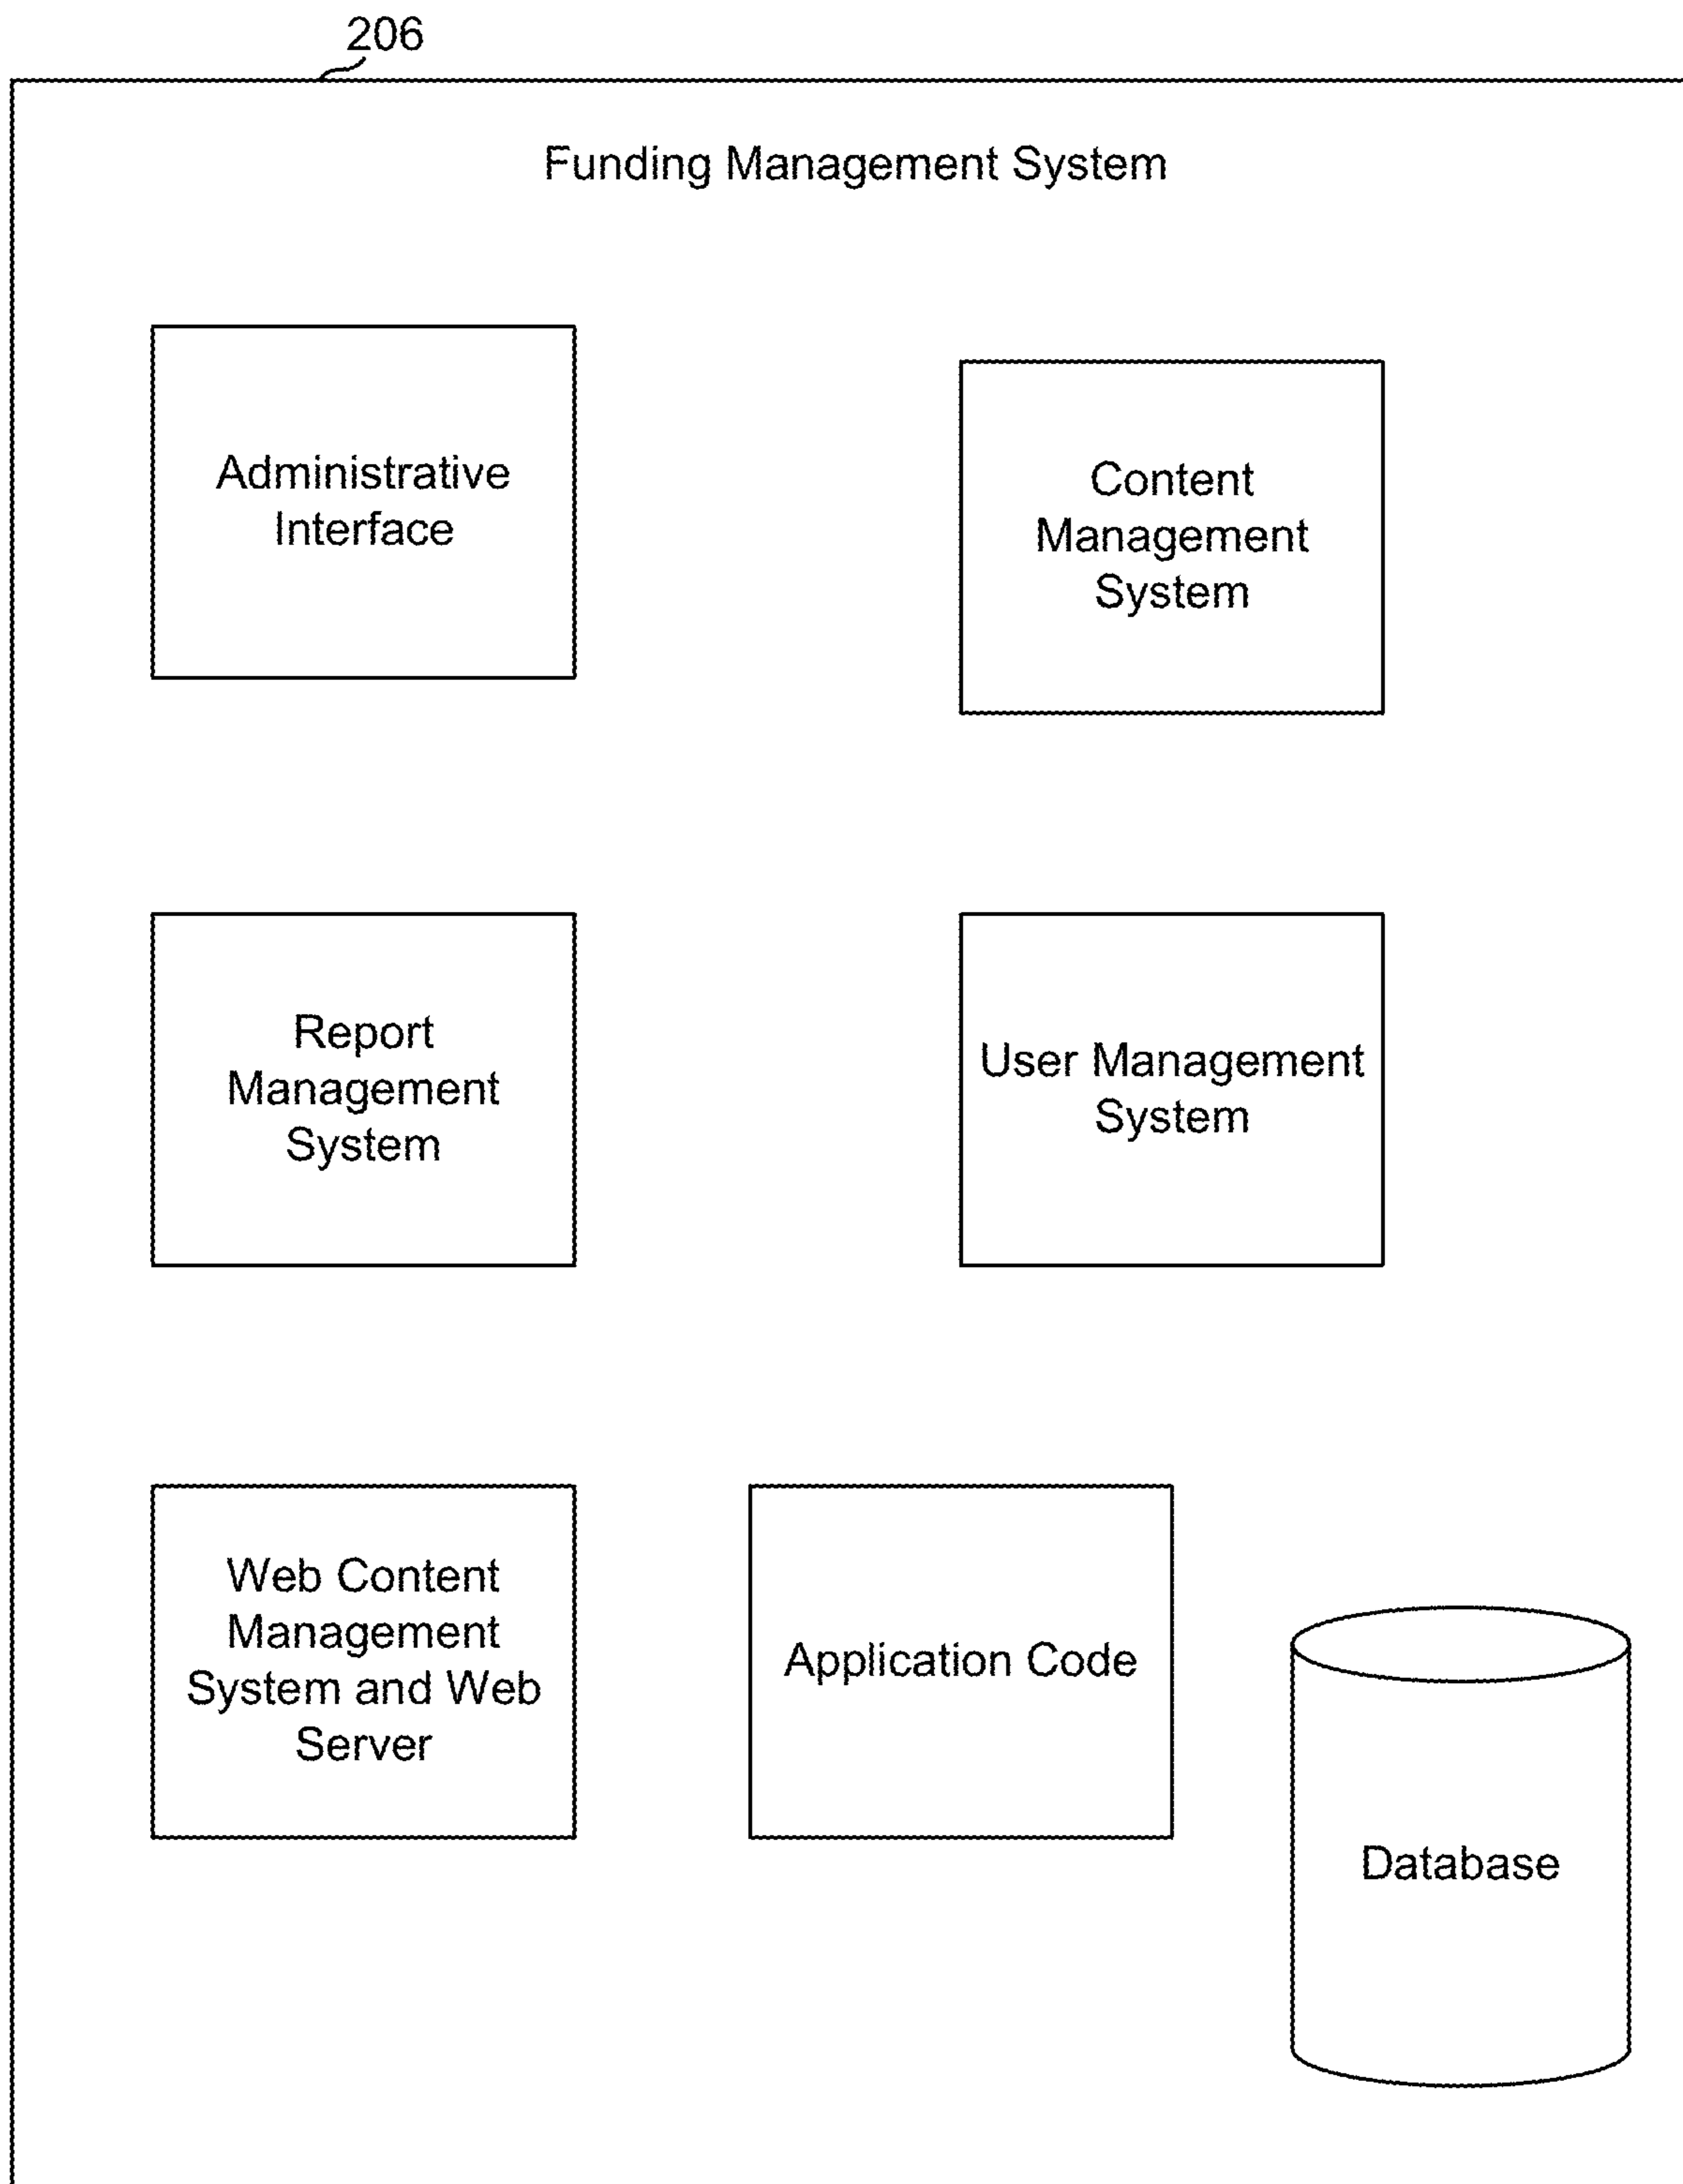 206
Funding Management System
Administrative
Interface
Content
Management
System
Report
Management
System
User Management
System
Web Content
Management
System and Web
Server
Application Code
Database